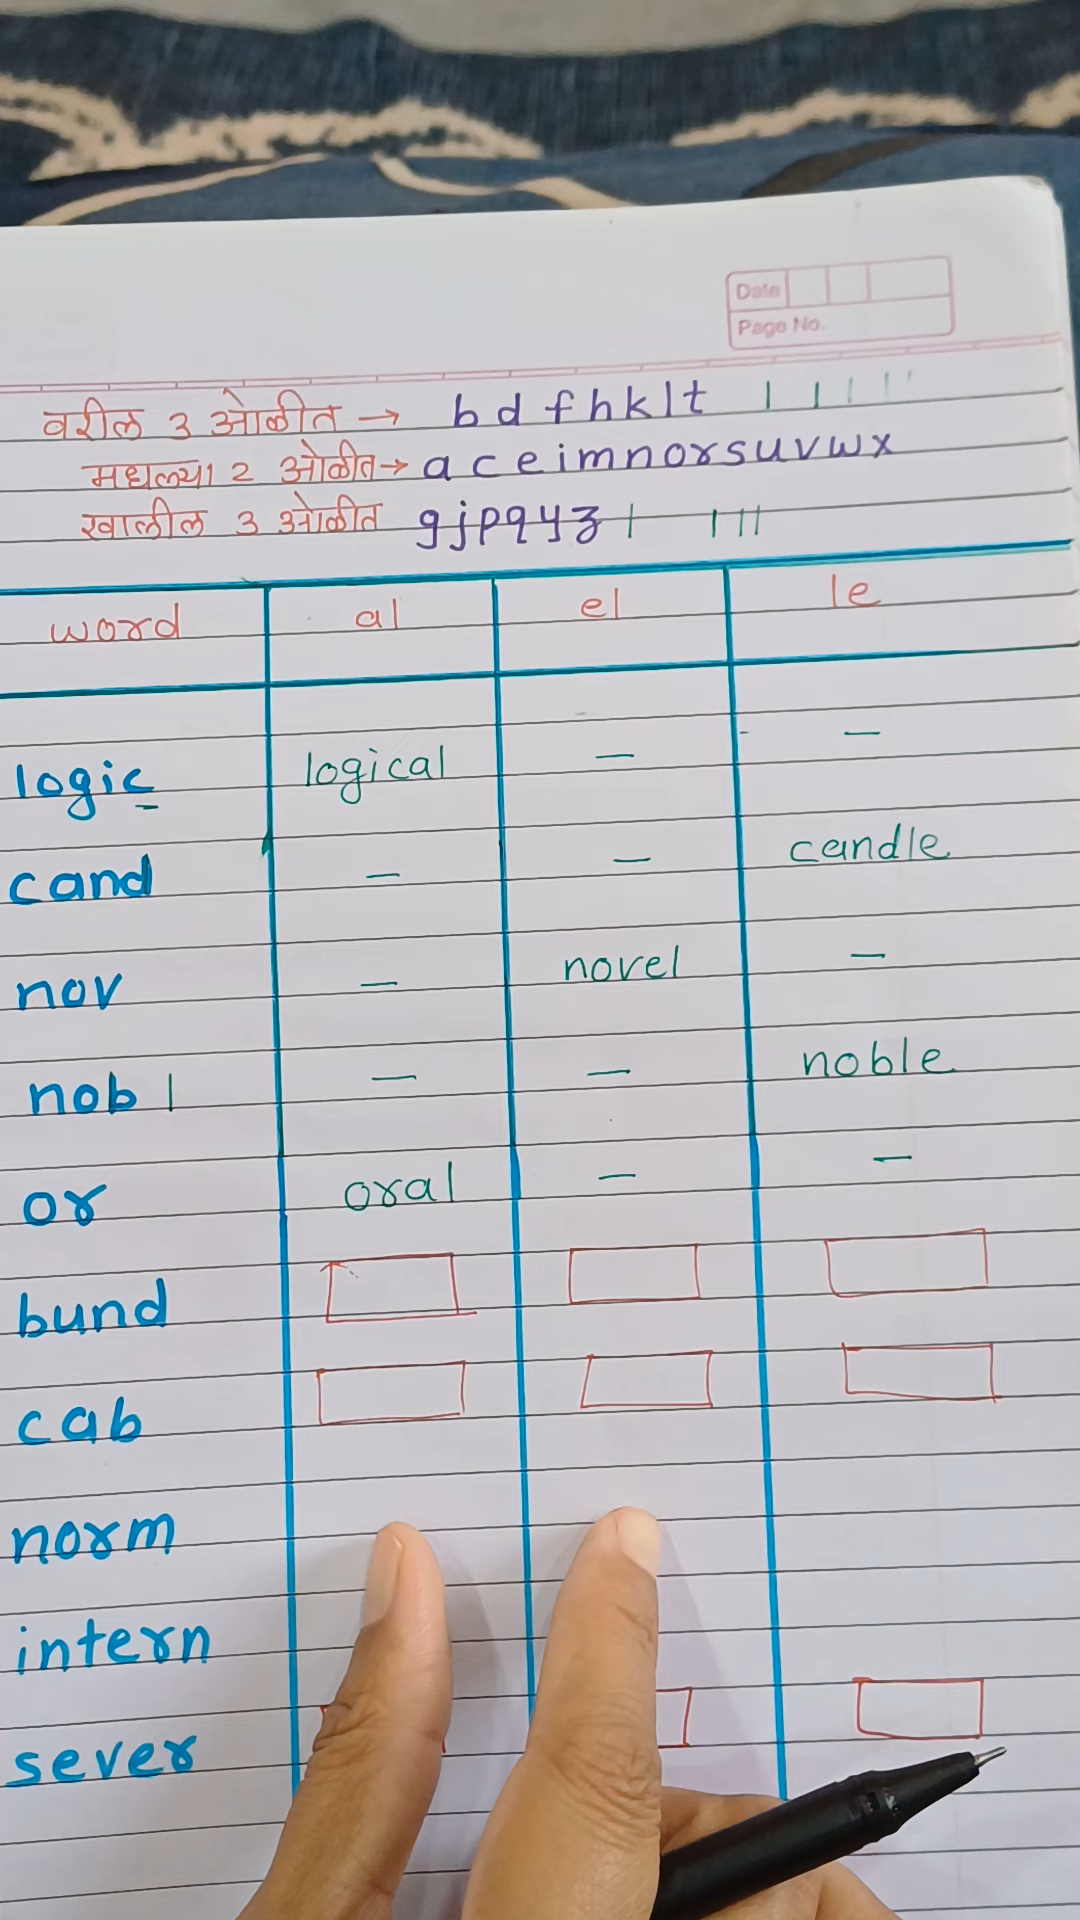 Date
Page No.
वरील 3 ओळीत → b d f h k l t
मधल्या 2 ओळीत → a c e i m n o r s u v w x
खालील 3 ओळीत g j p q y z
word al el le
logic logical — —
cand — — candle
nov — novel —
nob — — noble
or oral — —
bund
cab
norm
intern
sever